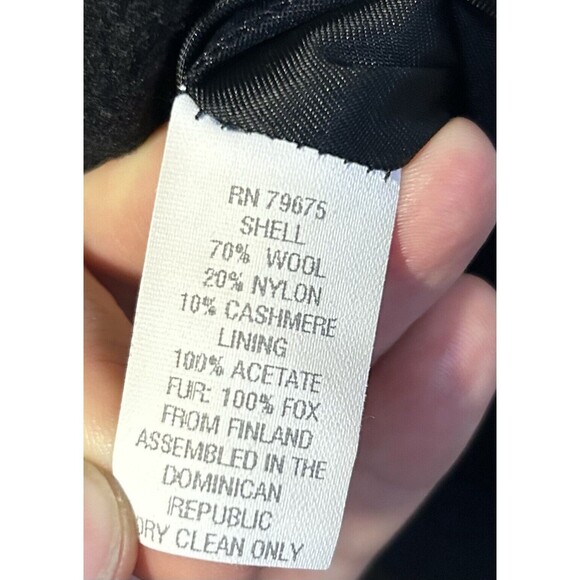 RN 79675
SHELL
70% WOOL
20% NYLON
10% CASHMERE
LINING
100% ACETATE
FUR: 100% FOX
FROM FINLAND
ASSEMBLED IN THE
DOMINICAN
REPUBLIC
DRY CLEAN ONLY